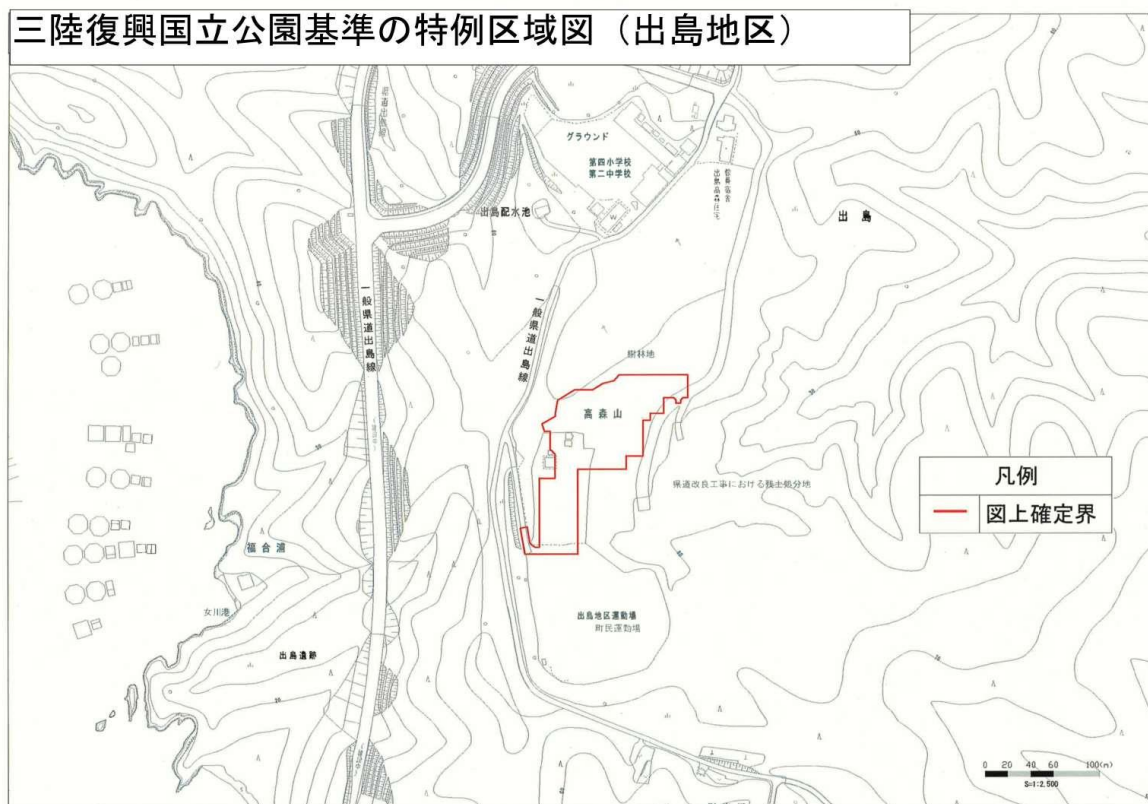 三陸復興国立公園基準の特例区域図（出島地区）
グラウンド
第四小学校
第二中学校
出島配水池
出島
一般県道出島線
一般県道出島線
樹林地
高森山
県道改良工事における残土処分地
凡例
図上確定界
福合浦
女川港
出島遺跡
出島地区運動場
町民運動場
0 20 40 60 100(m)
S=1:2,500